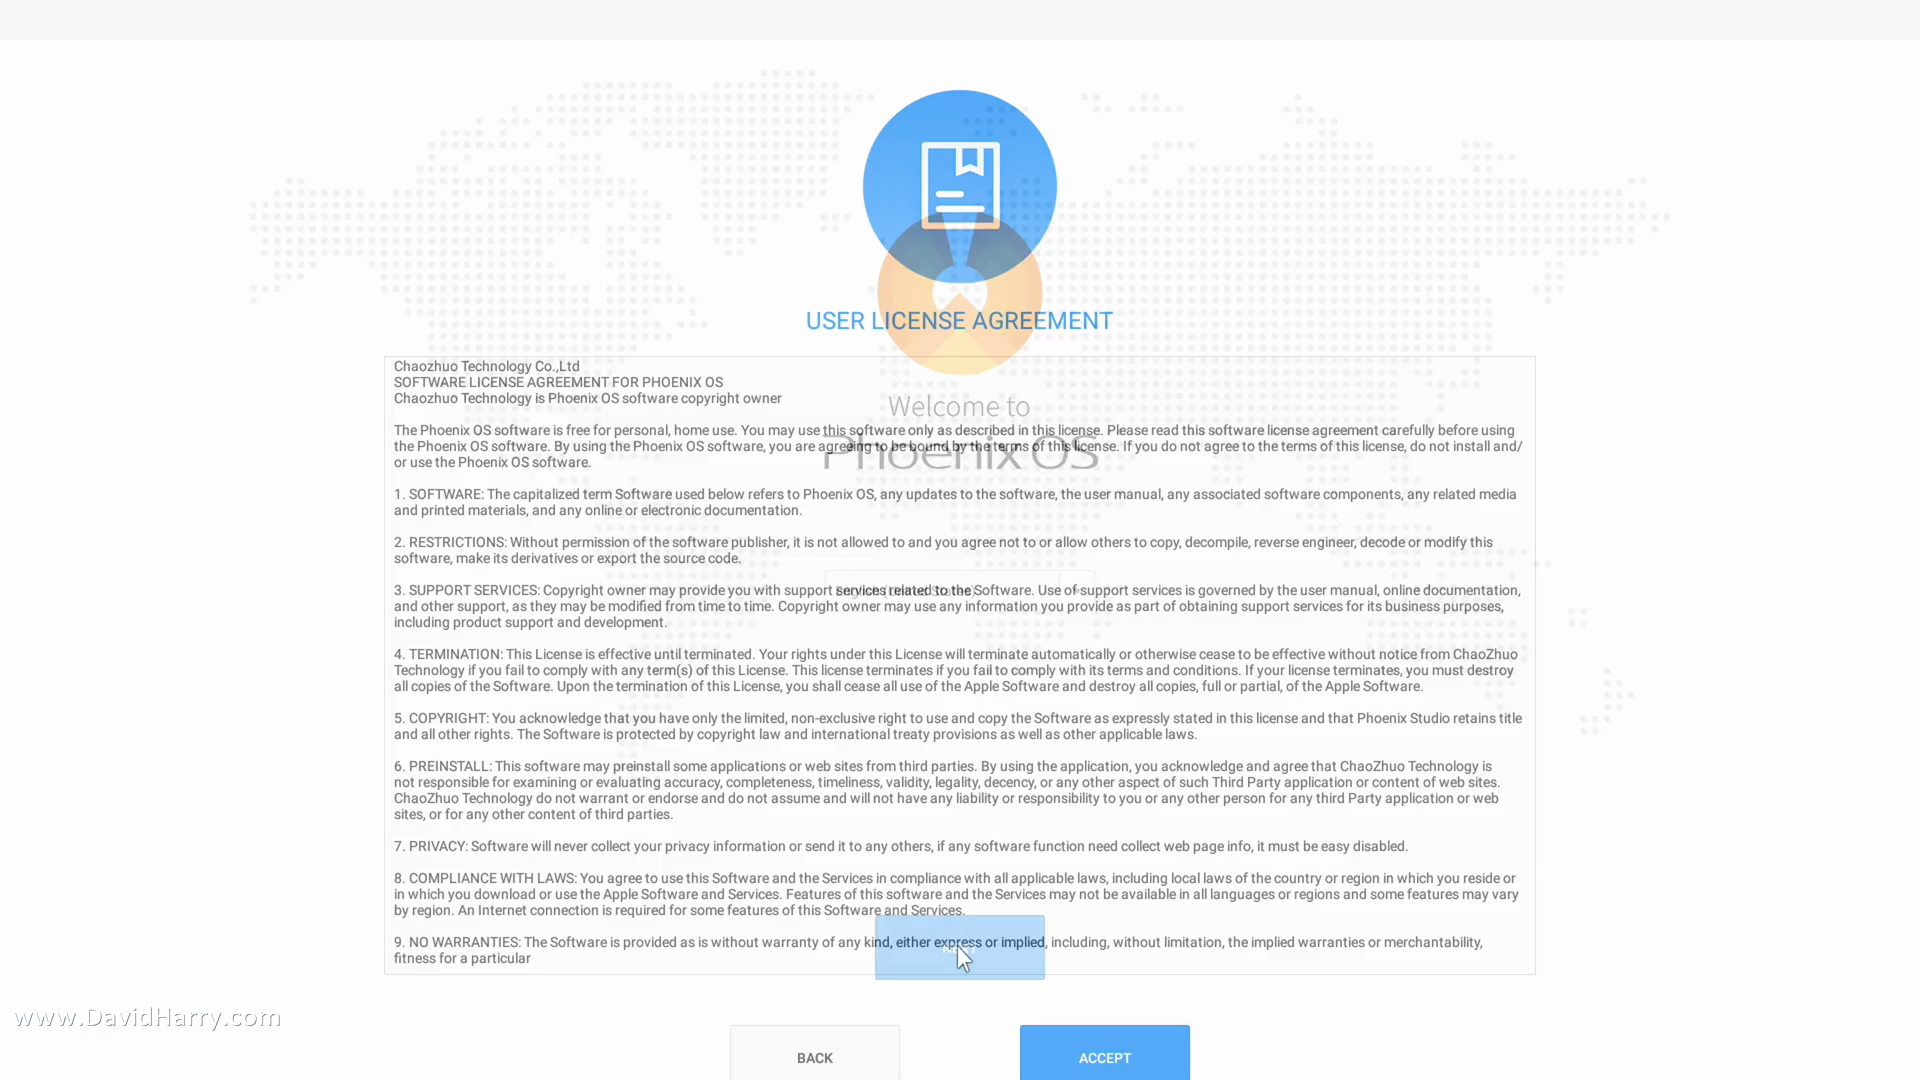 USER LICENSE AGREEMENT
Chaozhuo Technology Co.,Ltd
SOFTWARE LICENSE AGREEMENT FOR PHOENIX OS
Chaozhuo Technology is Phoenix OS software copyright owner
Welcome to
The Phoenix OS software is free for personal, home use. You may use this software only as described in this license. Please read this software license agreement carefully before using
the Phoenix OS software. By using the Phoenix OS software, you are agreeing to be bound by the terms of this license. If you do not agree to the terms of this license, do not install and/
or use the Phoenix OS software.
Phoenix OS
1. SOFTWARE: The capitalized term Software used below refers to Phoenix OS, any updates to the software, the user manual, any associated software components, any related media
and printed materials, and any online or electronic documentation.
2. RESTRICTIONS: Without permission of the software publisher, it is not allowed to and you agree not to or allow others to copy, decompile, reverse engineer, decode or modify this
software, make its derivatives or export the source code.
3. SUPPORT SERVICES: Copyright owner may provide you with support services related to the Software. Use of support services is governed by the user manual, online documentation,
and other support, as they may be modified from time to time. Copyright owner may use any information you provide as part of obtaining support services for its business purposes,
including product support and development.
4. TERMINATION: This License is effective until terminated. Your rights under this License will terminate automatically or otherwise cease to be effective without notice from ChaoZhuo
Technology if you fail to comply with any term(s) of this License. This license terminates if you fail to comply with its terms and conditions. If your license terminates, you must destroy
all copies of the Software. Upon the termination of this License, you shall cease all use of the Apple Software and destroy all copies, full or partial, of the Apple Software.
5. COPYRIGHT: You acknowledge that you have only the limited, non-exclusive right to use and copy the Software as expressly stated in this license and that Phoenix Studio retains title
and all other rights. The Software is protected by copyright law and international treaty provisions as well as other applicable laws.
6. PREINSTALL: This software may preinstall some applications or web sites from third parties. By using the application, you acknowledge and agree that ChaoZhuo Technology is
not responsible for examining or evaluating accuracy, completeness, timeliness, validity, legality, decency, or any other aspect of such Third Party application or content of web sites.
ChaoZhuo Technology do not warrant or endorse and do not assume and will not have any liability or responsibility to you or any other person for any third Party application or web
sites, or for any other content of third parties.
7. PRIVACY: Software will never collect your privacy information or send it to any others, if any software function need collect web page info, it must be easy disabled.
8. COMPLIANCE WITH LAWS: You agree to use this Software and the Services in compliance with all applicable laws, including local laws of the country or region in which you reside or
in which you download or use the Apple Software and Services. Features of this software and the Services may not be available in all languages or regions and some features may vary
by region. An Internet connection is required for some features of this Software and Services.
9. NO WARRANTIES: The Software is provided as is without warranty of any kind, either express or implied, including, without limitation, the implied warranties or merchantability,
fitness for a particular
www.DavidHarry.com
BACK
ACCEPT